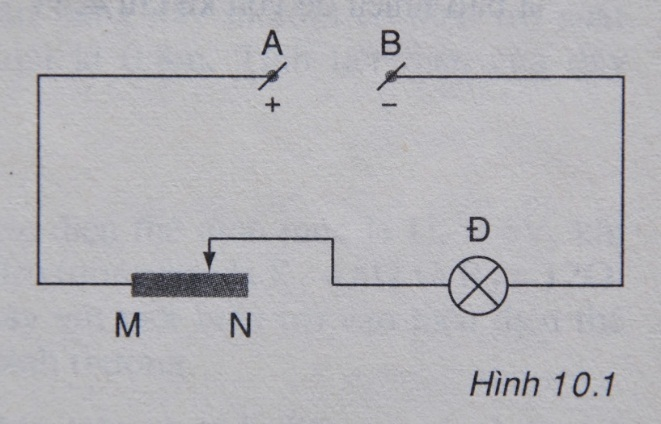 A B
+ −
Đ
M N
Hình 10.1